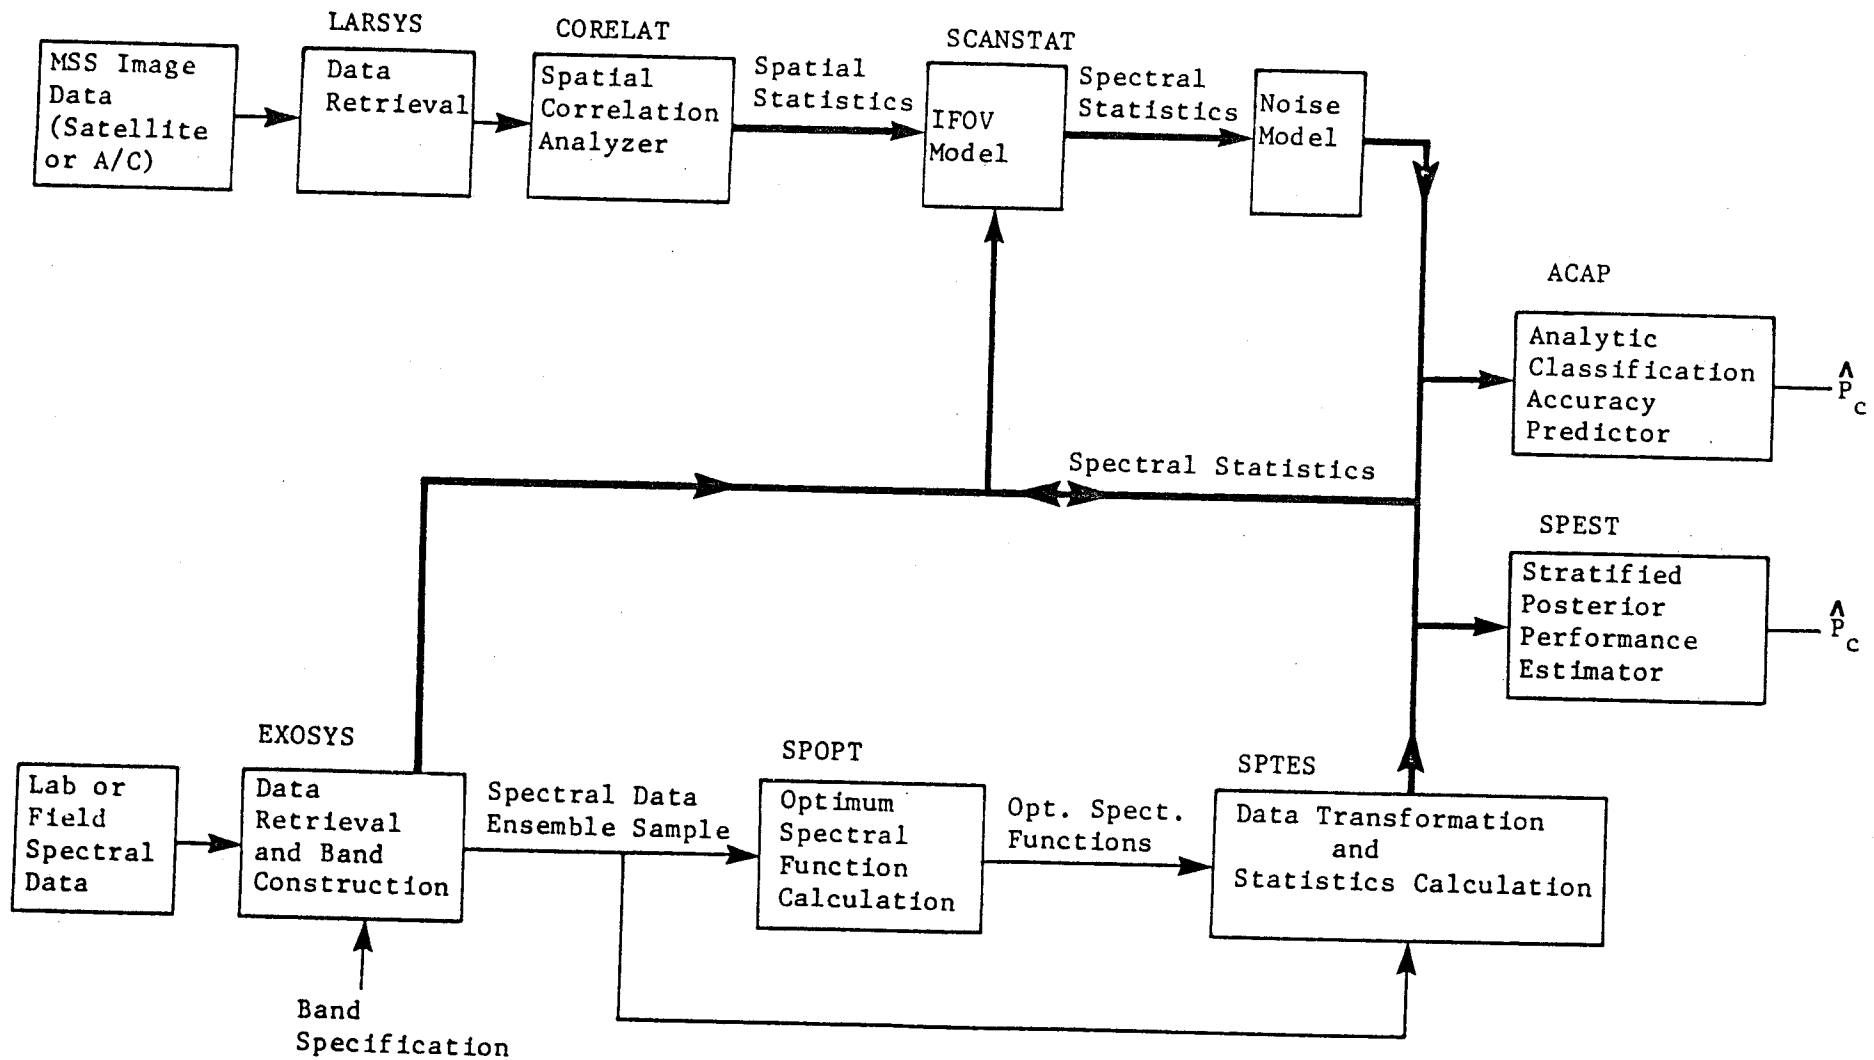 LARSYS
CORELAT
SCANSTAT
MSS Image
Data
(Satellite
or A/C)
Data
Retrieval
Spatial
Correlation
Analyzer
Spatial
Statistics
IFOV
Model
Spectral
Statistics
Noise
Model
ACAP
Analytic
Classification
Accuracy
Predictor
P̂c
Spectral Statistics
SPEST
Stratified
Posterior
Performance
Estimator
P̂c
EXOSYS
SPOPT
SPTES
Lab or
Field
Spectral
Data
Data
Retrieval
and Band
Construction
Spectral Data
Ensemble Sample
Optimum
Spectral
Function
Calculation
Opt. Spect.
Functions
Data Transformation
and
Statistics Calculation
Band
Specification